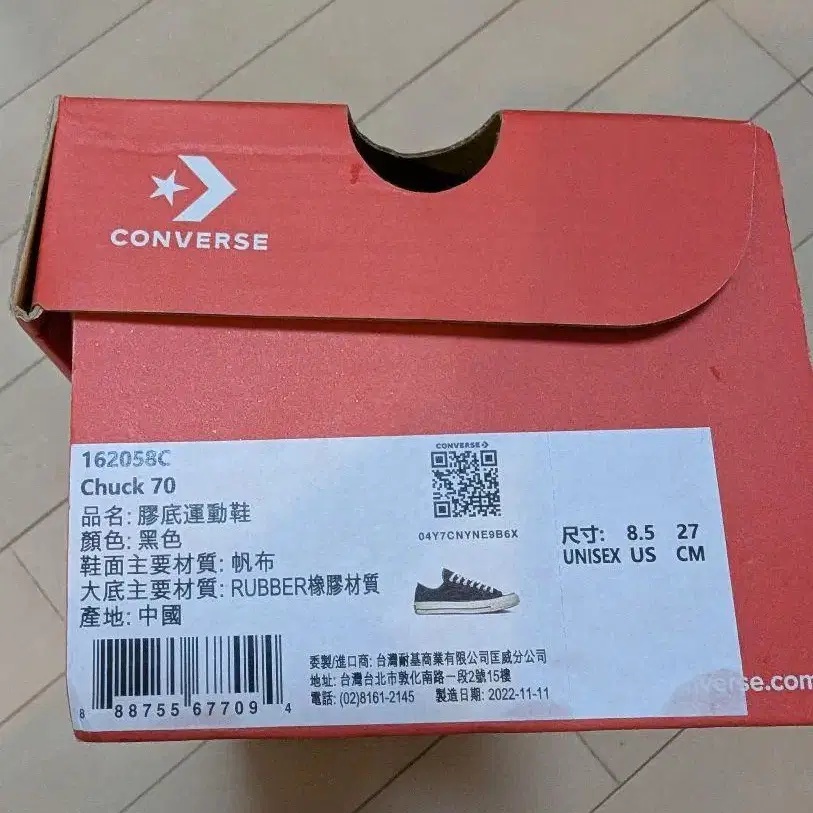 CONVERSE
162058C
Chuck 70
品名: 膠底運動鞋
顏色: 黑色
鞋面主要材質: 帆布
大底主要材質: RUBBER橡膠材質
產地: 中國
CONVERSE
04Y7CNYNE9B6X
尺寸: 8.5 27
UNISEX US CM
委製/進口商: 台灣耐基商業有限公司匡威分公司
地址: 台灣台北市敦化南路一段2號15樓
電話: (02)8161-2145 製造日期: 2022-11-11
8 88755 67709 4
verse.com